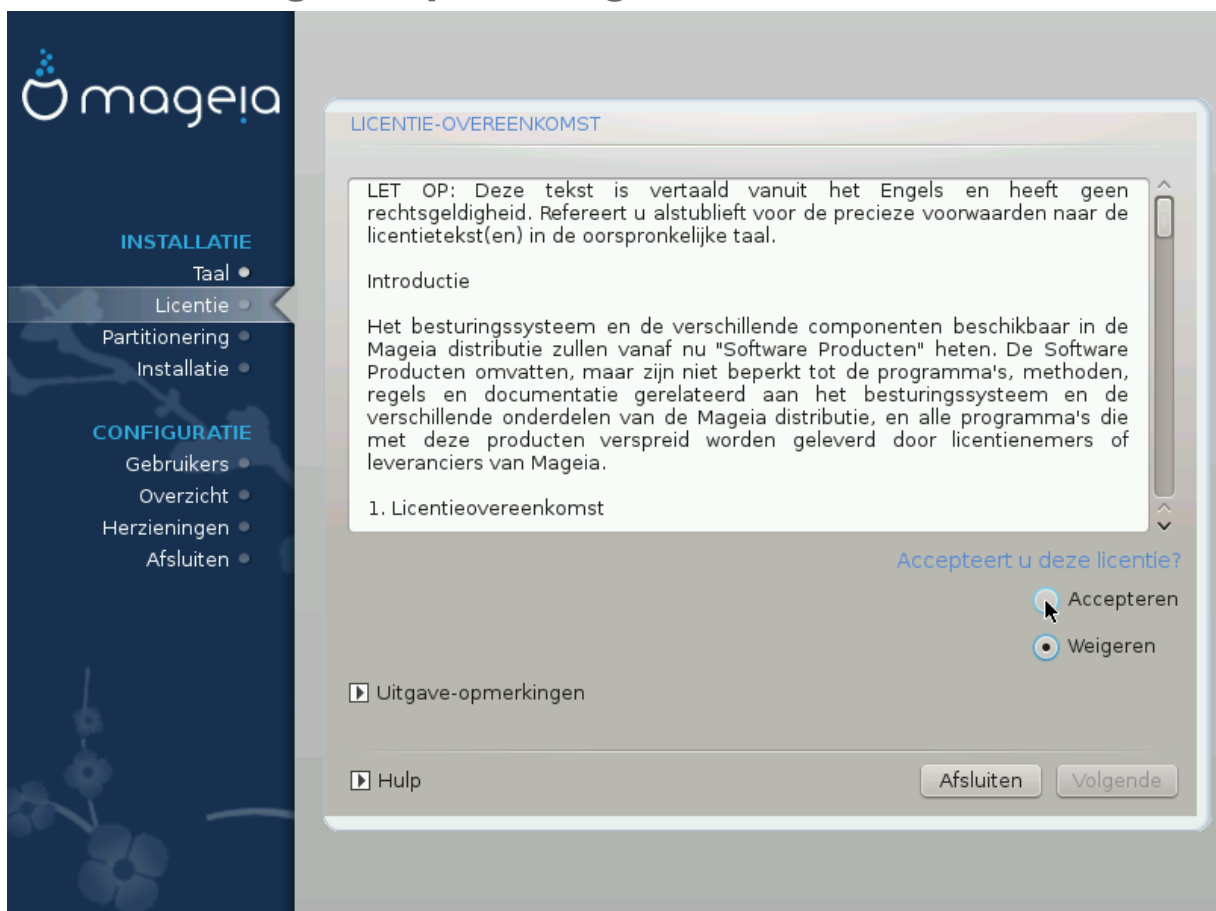 mageia
INSTALLATIE
Taal
Licentie
Partitionering
Installatie
CONFIGURATIE
Gebruikers
Overzicht
Herzieningen
Afsluiten
LICENTIE-OVEREENKOMST
LET OP: Deze tekst is vertaald vanuit het Engels en heeft geen
rechtsgeldigheid. Refereert u alstublieft voor de precieze voorwaarden naar de
licentietekst(en) in de oorspronkelijke taal.
Introductie
Het besturingssysteem en de verschillende componenten beschikbaar in de
Mageia distributie zullen vanaf nu "Software Producten" heten. De Software
Producten omvatten, maar zijn niet beperkt tot de programma's, methoden,
regels en documentatie gerelateerd aan het besturingssysteem en de
verschillende onderdelen van de Mageia distributie, en alle programma's die
met deze producten verspreid worden geleverd door licentienemers of
leveranciers van Mageia.
1. Licentieovereenkomst
Accepteert u deze licentie?
Accepteren
Weigeren
Uitgave-opmerkingen
Hulp
Afsluiten
Volgende